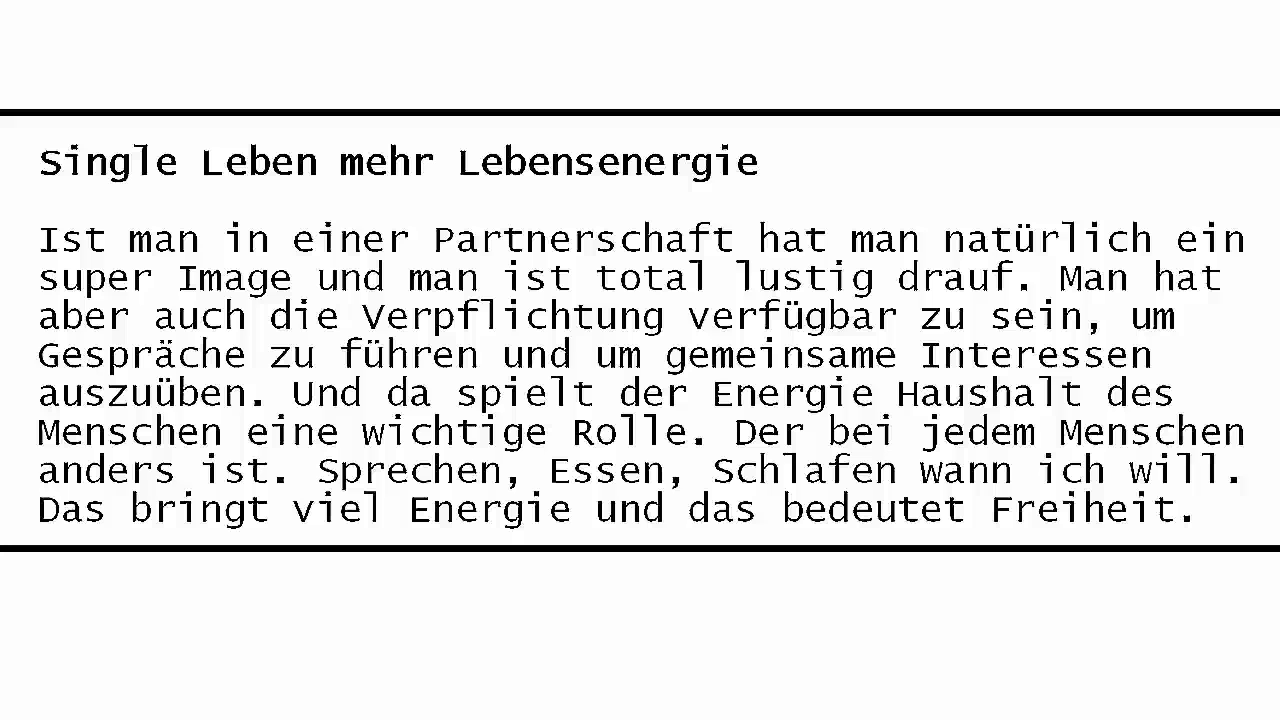 Single Leben mehr Lebensenergie
Ist man in einer Partnerschaft hat man natürlich ein
super Image und man ist total lustig drauf. Man hat
aber auch die Verpflichtung verfügbar zu sein, um
Gespräche zu führen und um gemeinsame Interessen
auszuüben. Und da spielt der Energie Haushalt des
Menschen eine wichtige Rolle. Der bei jedem Menschen
anders ist. Sprechen, Essen, Schlafen wann ich will.
Das bringt viel Energie und das bedeutet Freiheit.